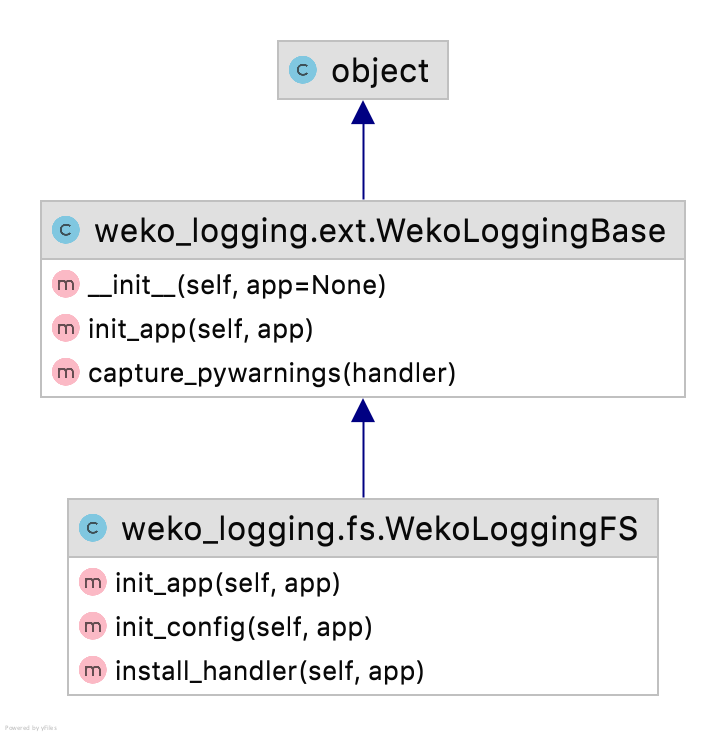 C object
C weko_logging.ext.WekoLoggingBase
m __init__(self, app=None)
m init_app(self, app)
m capture_pywarnings(handler)
C weko_logging.fs.WekoLoggingFS
m init_app(self, app)
m init_config(self, app)
m install_handler(self, app)
Powered by yFiles